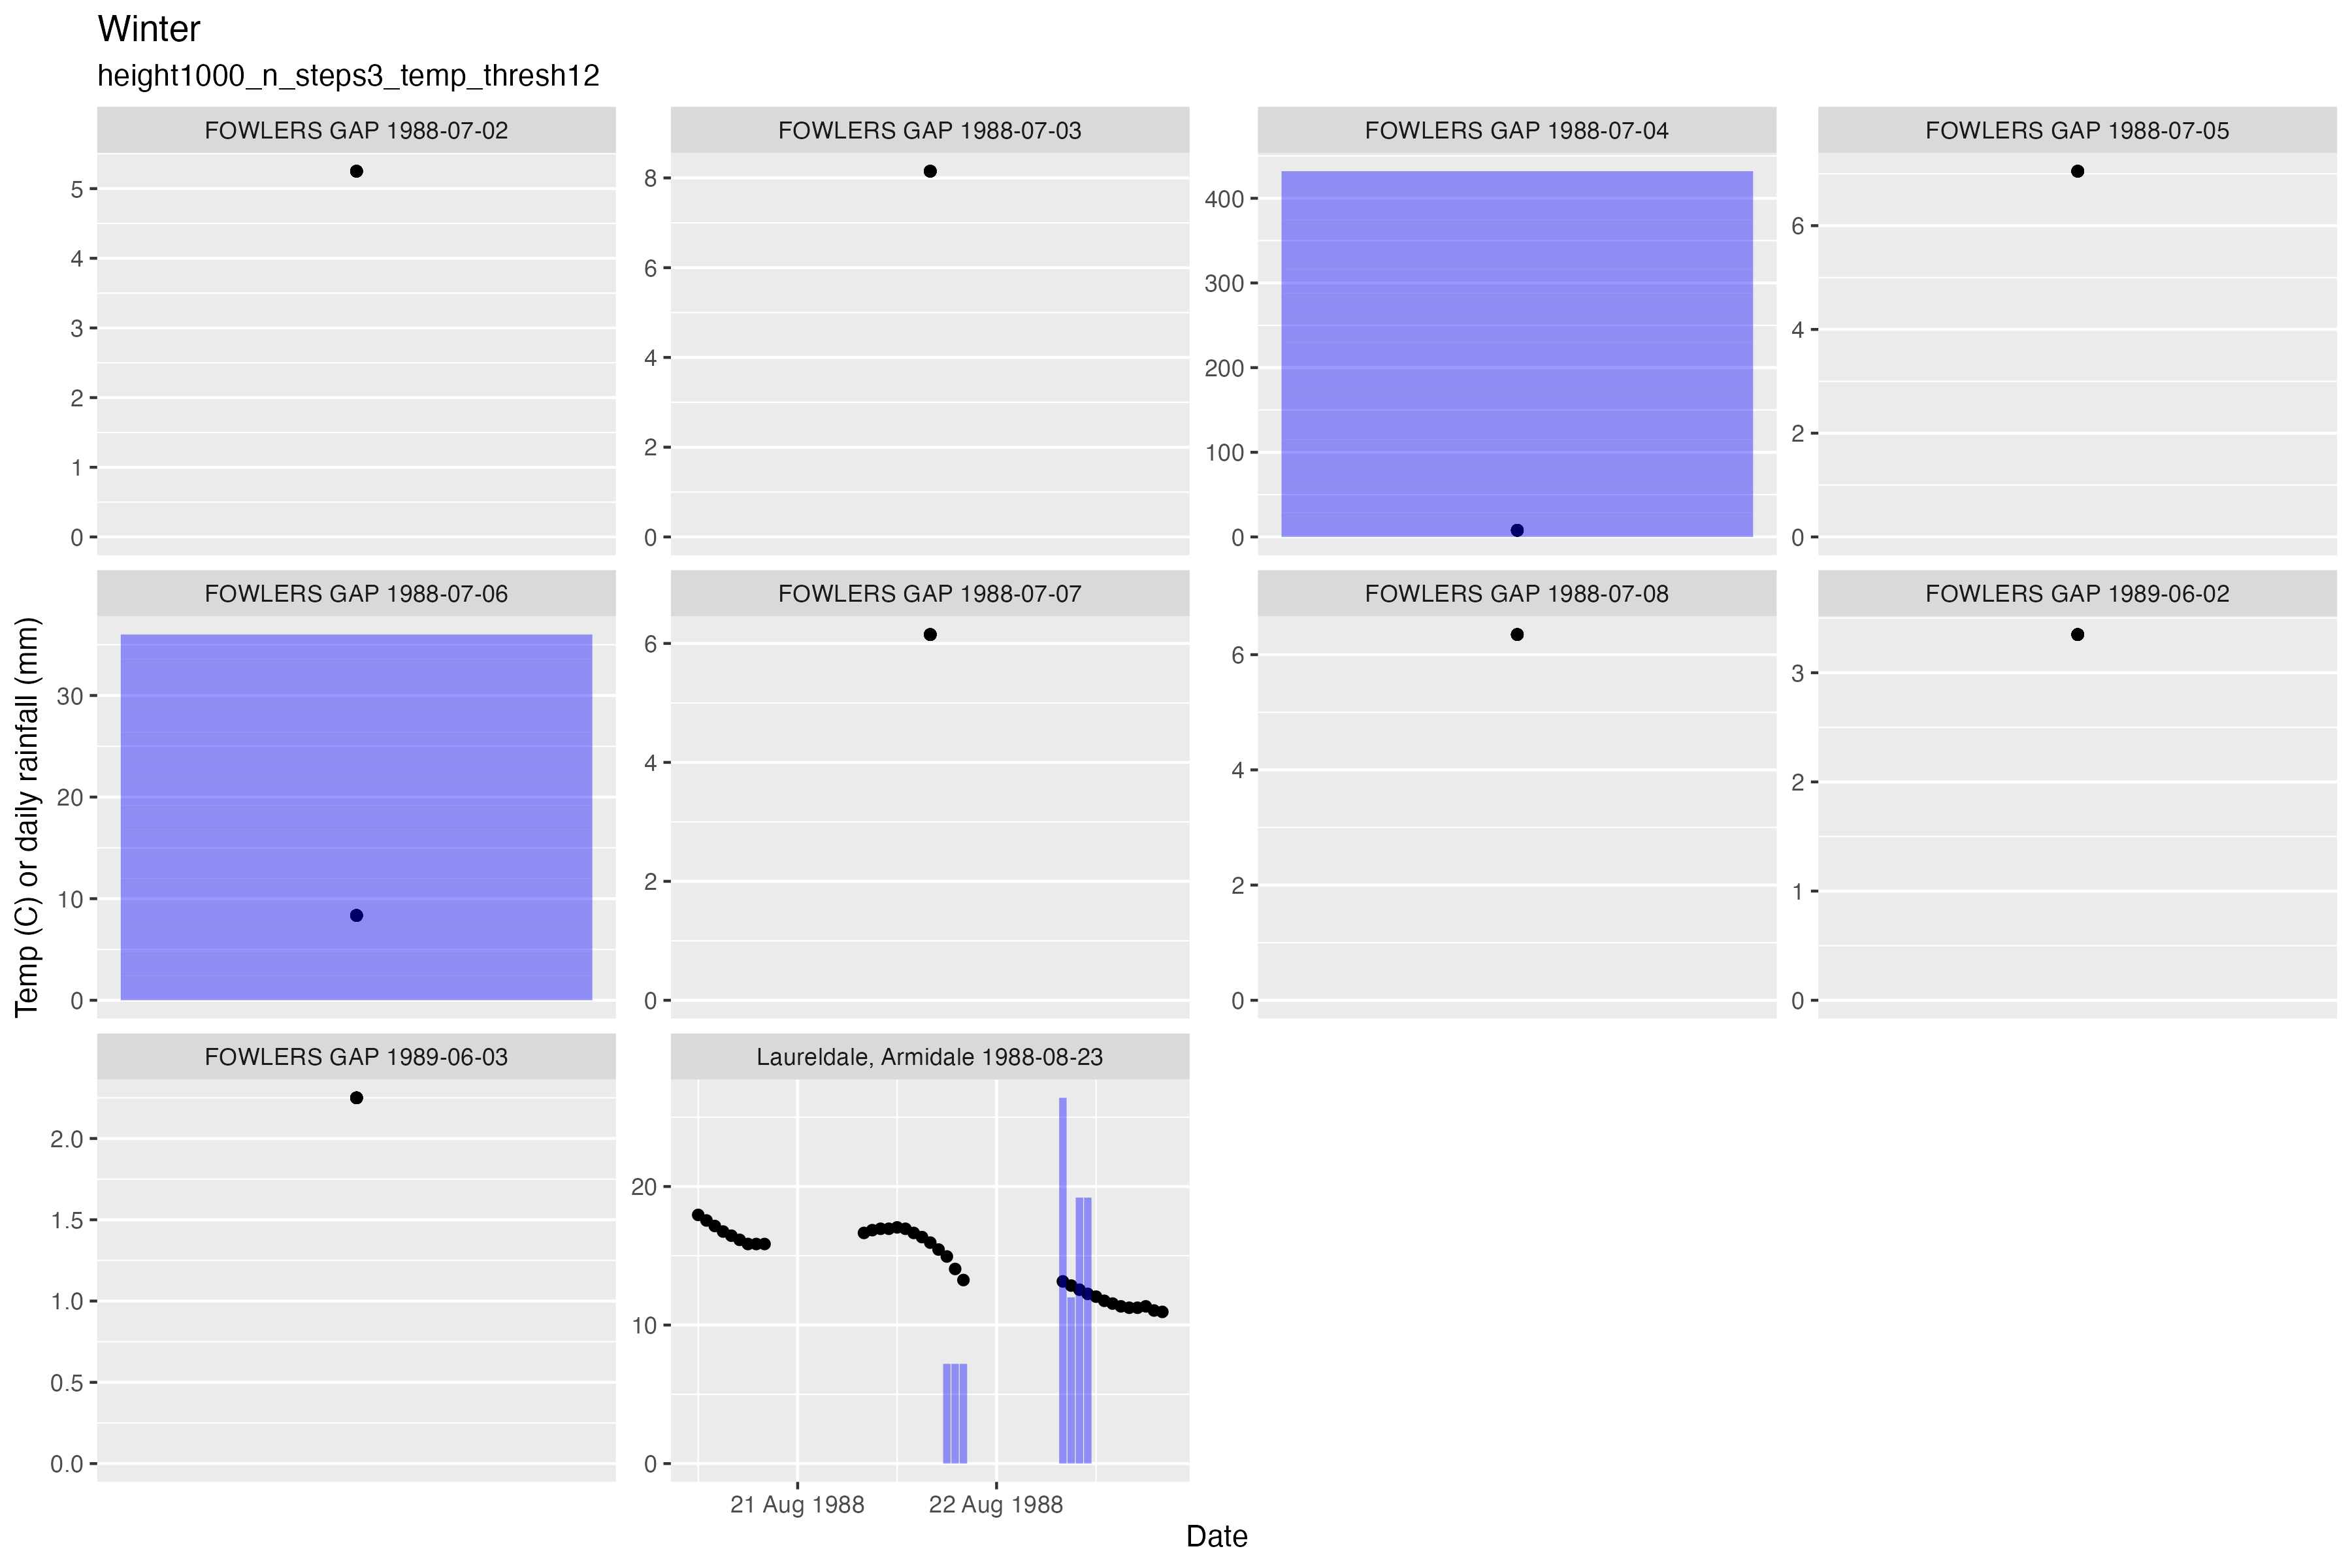 Winter
height1000_n_steps3_temp_thresh12
FOWLERS GAP 1988-07-02
5
4
3
2
1
0
FOWLERS GAP 1988-07-03
8
6
4
2
0
FOWLERS GAP 1988-07-04
400
300
200
100
0
FOWLERS GAP 1988-07-05
6
4
2
0
Temp (C) or daily rainfall (mm)
FOWLERS GAP 1988-07-06
30
20
10
0
FOWLERS GAP 1988-07-07
6
4
2
0
FOWLERS GAP 1988-07-08
6
4
2
0
FOWLERS GAP 1989-06-02
3
2
1
0
FOWLERS GAP 1989-06-03
2.0
1.5
1.0
0.5
0.0
Laureldale, Armidale 1988-08-23
20
10
0
21 Aug 1988
22 Aug 1988
Date